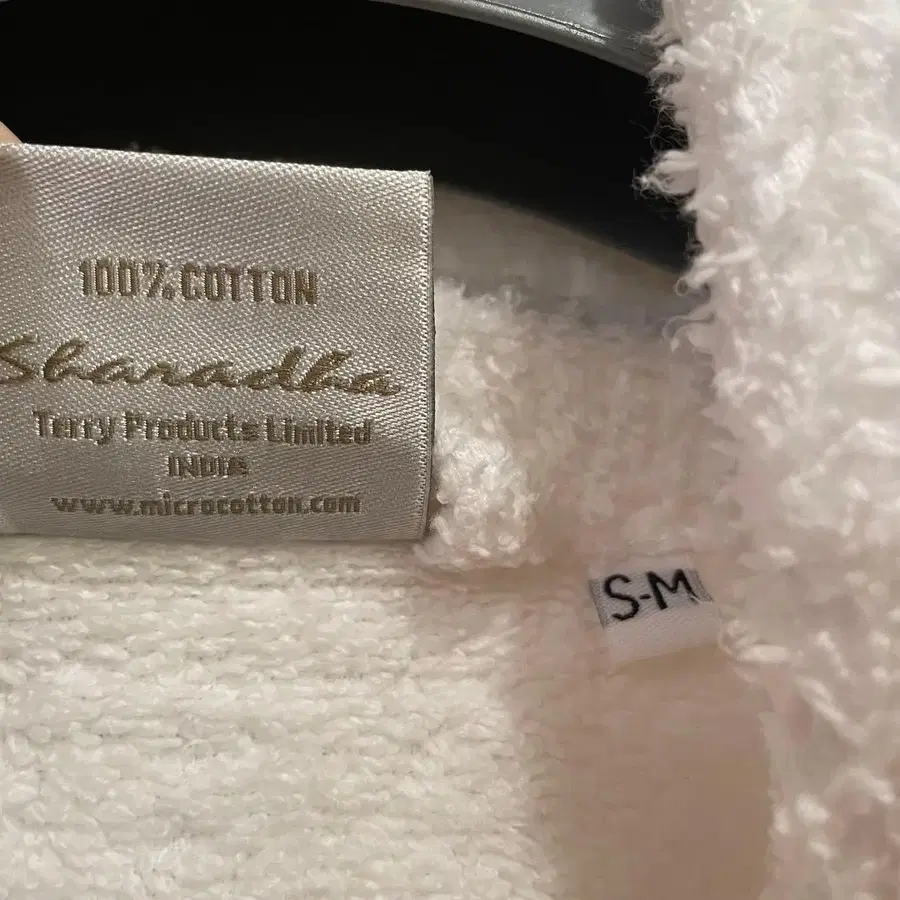 100% COTTON
Sharadha
Terry Products Limited
INDIA
www.microcotton.com
S-M